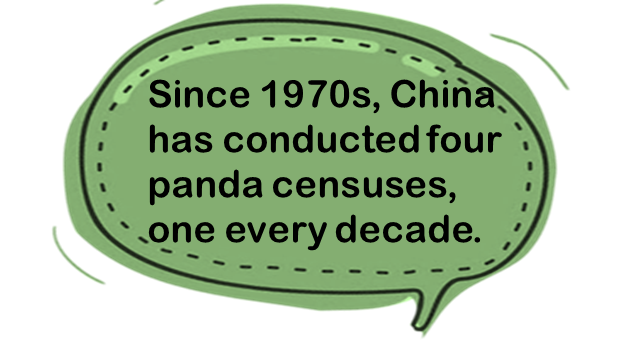 Since 1970s, China
has conducted four
panda censuses,
one every decade.